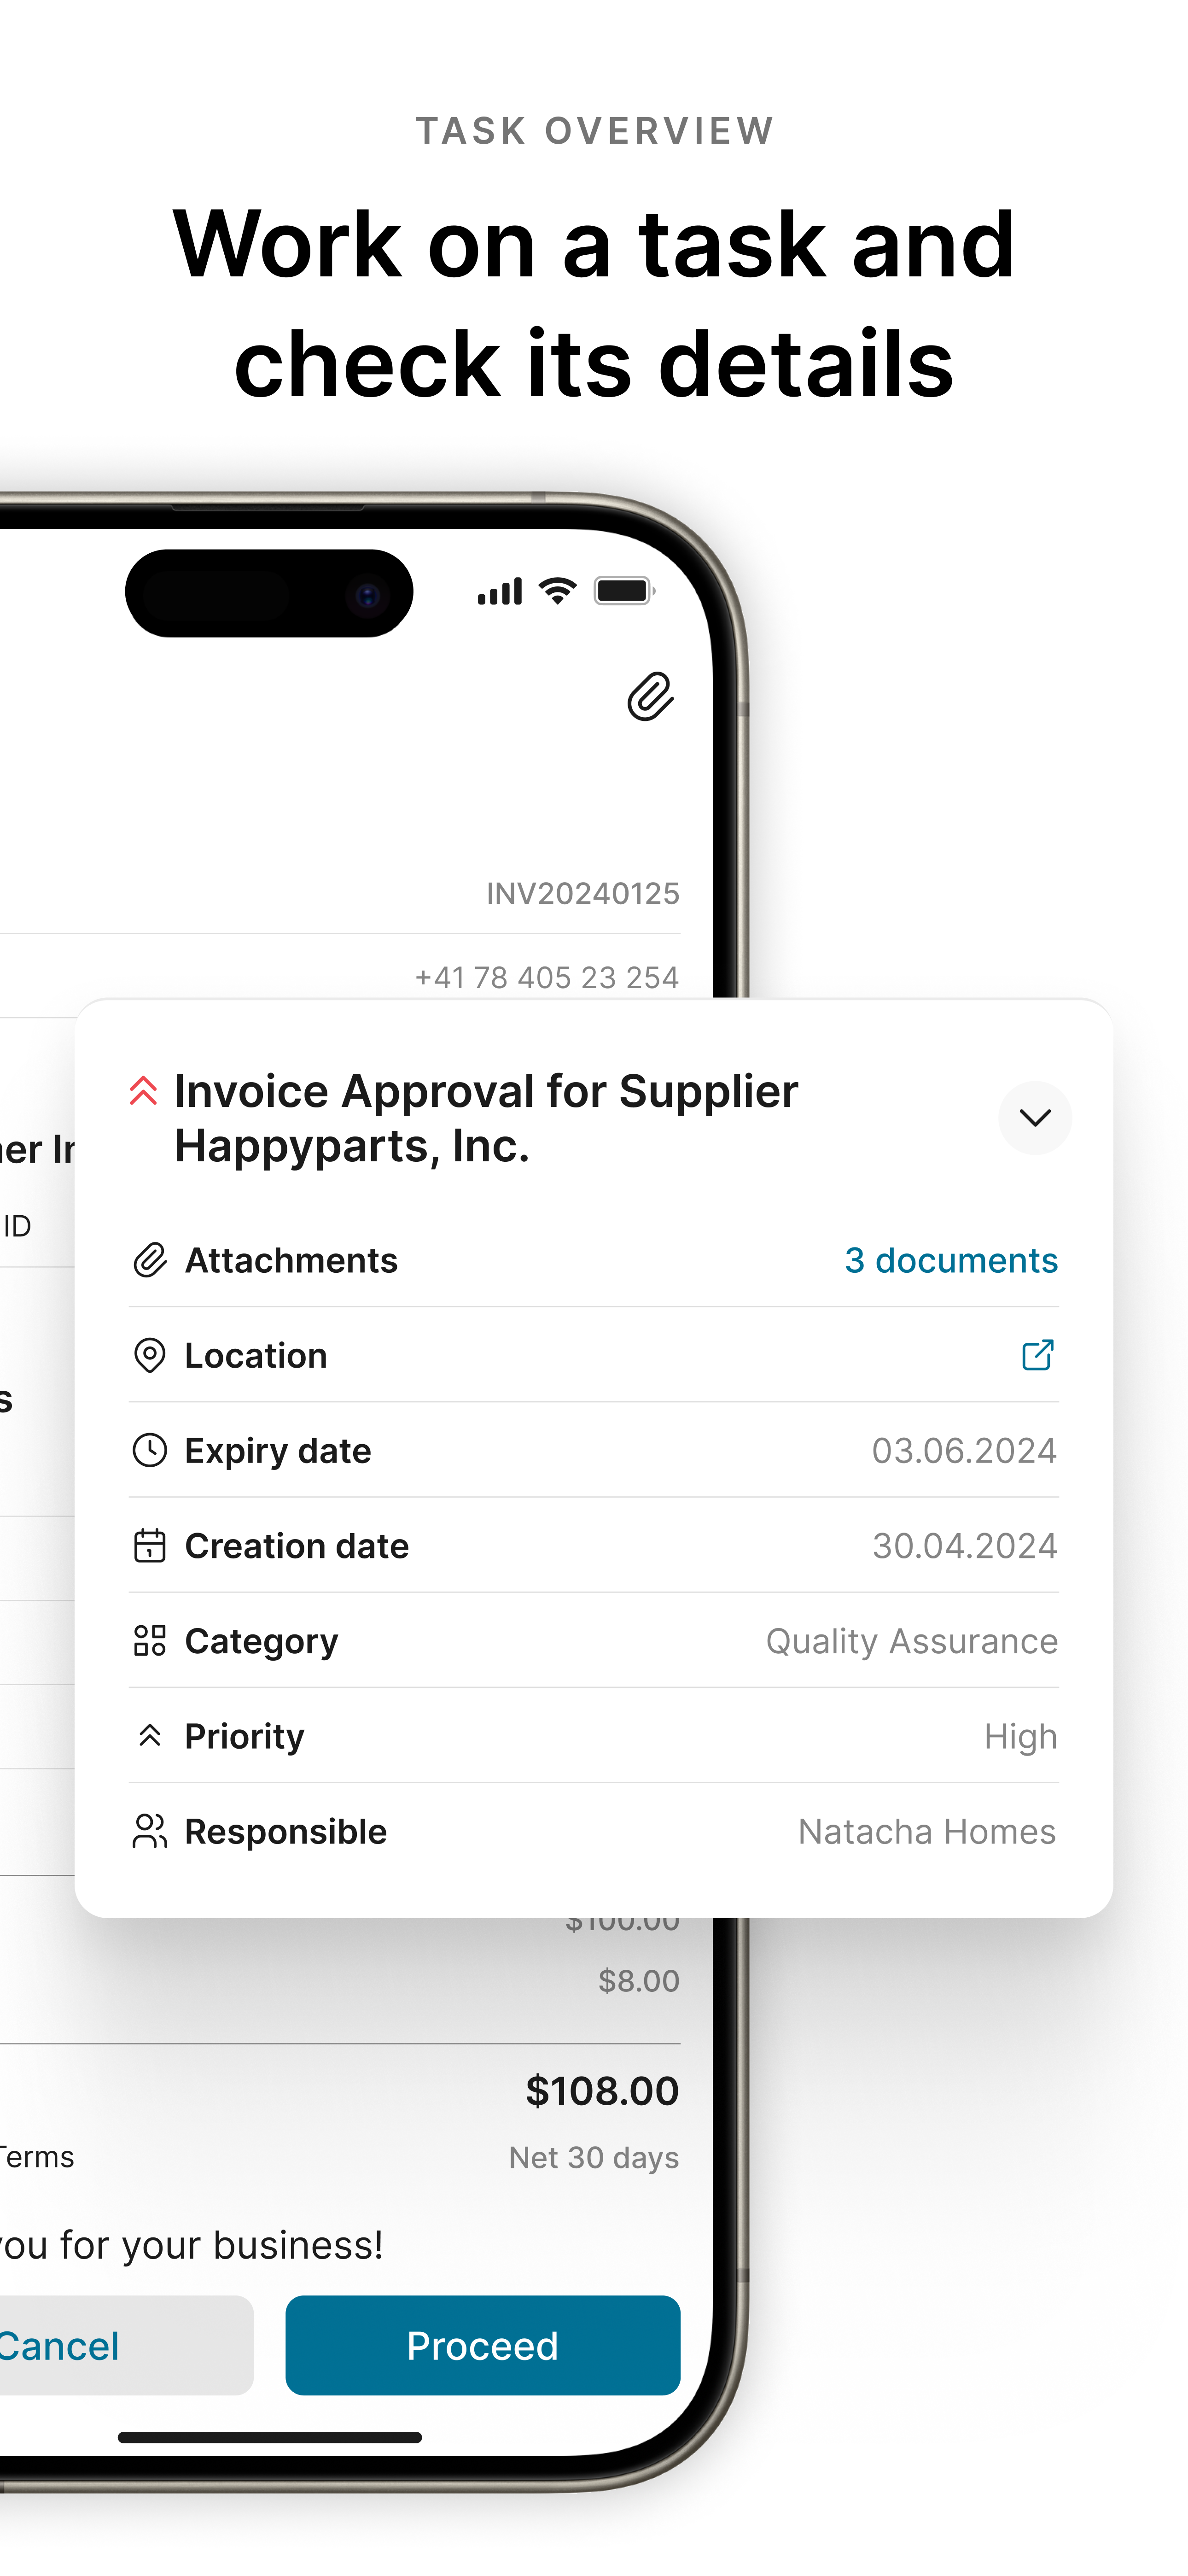 TASK OVERVIEW
Work on a task and
check its details
INV20240125
+41 78 405 23 254
Invoice Approval for Supplier
Happyparts, Inc.
ID
Attachments 3 documents
Location
Expiry date 03.06.2024
Creation date 30.04.2024
Category Quality Assurance
Priority High
Responsible Natacha Homes
$100.00
$8.00
$108.00
Terms Net 30 days
you for your business!
Cancel Proceed